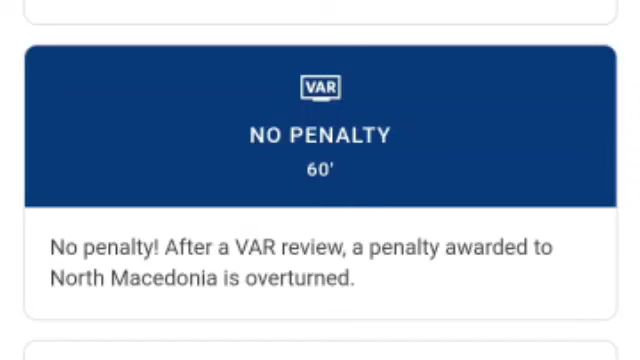 VAR
NO PENALTY
60'
No penalty! After a VAR review, a penalty awarded to
North Macedonia is overturned.